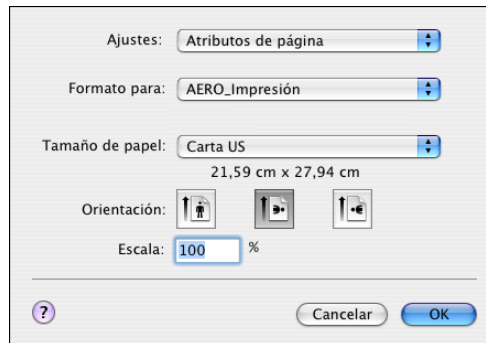 Ajustes: Atributos de página
Formato para: AERO_Impresión
Tamaño de papel: Carta US
21,59 cm x 27,94 cm
Orientación:
Escala: 100 %
? Cancelar OK